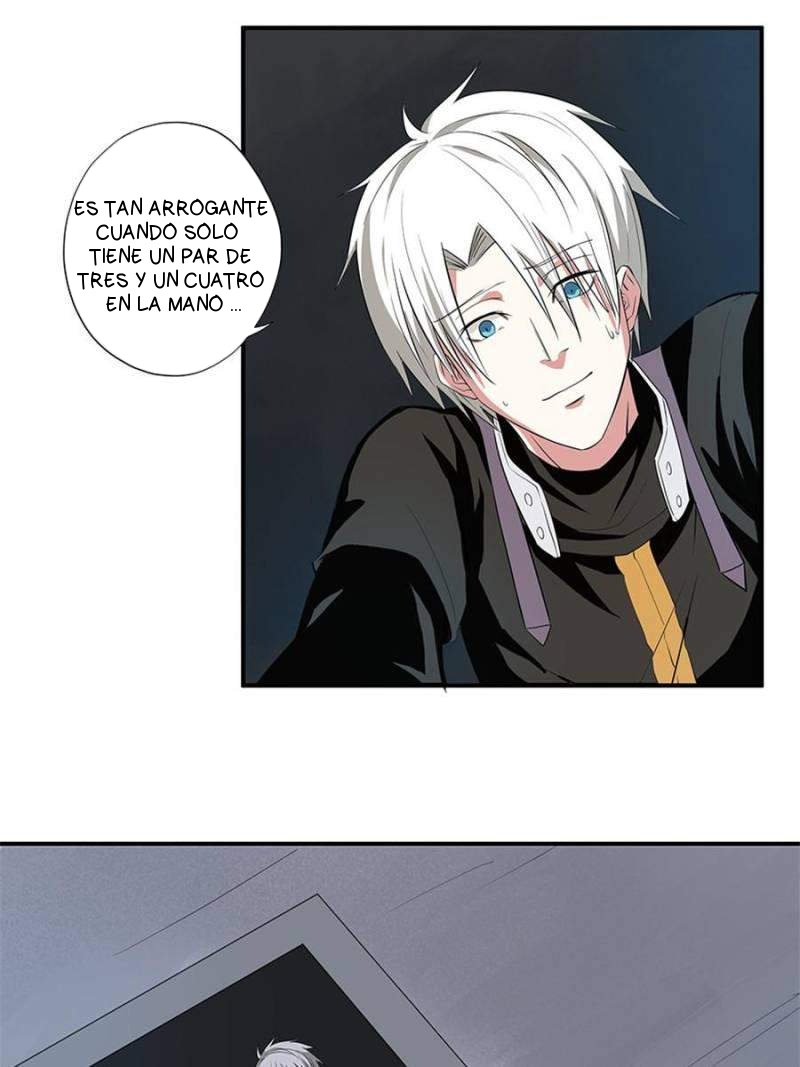 ES TAN ARROGANTE
CUANDO SOLO
TIENE UN PAR DE
TRES Y UN CUATRO
EN LA MANO ...